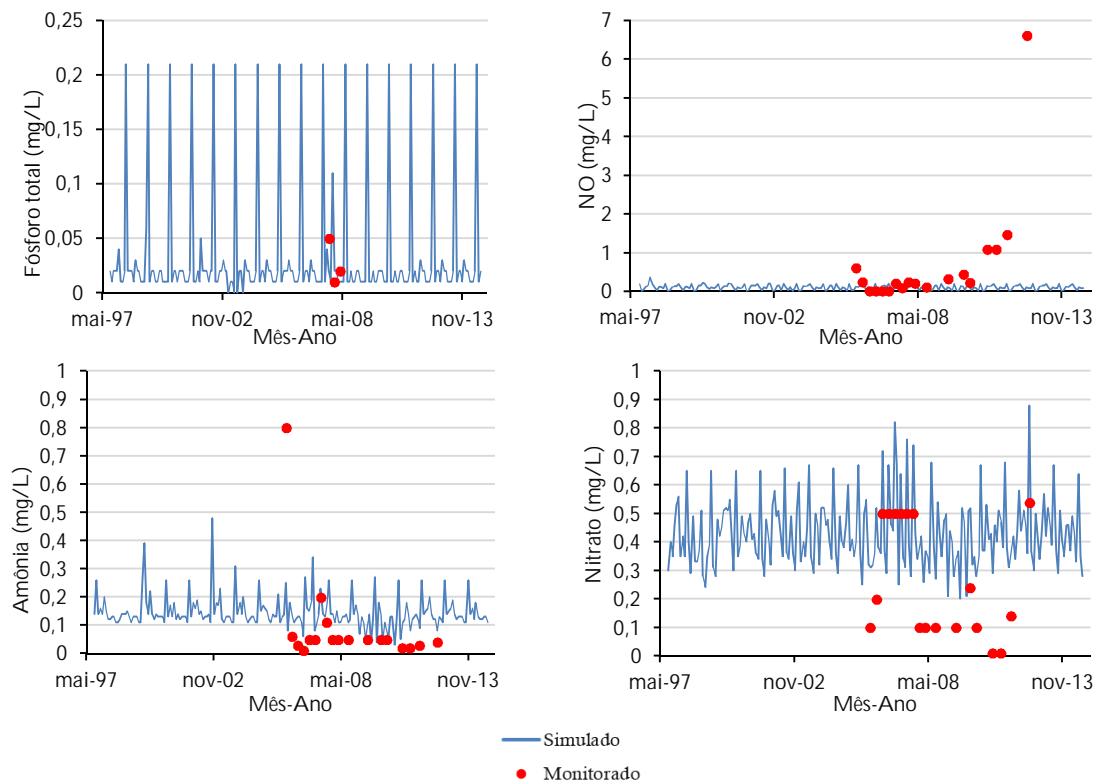 Fósforo total (mg/L)
0,25
0,2
0,15
0,1
0,05
0
mai-97
nov-02
mai-08
nov-13
Mês-Ano
NO (mg/L)
7
6
5
4
3
2
1
0
mai-97
nov-02
mai-08
nov-13
Mês-Ano
Amônia (mg/L)
1
0,9
0,8
0,7
0,6
0,5
0,4
0,3
0,2
0,1
0
mai-97
nov-02
mai-08
nov-13
Mês-Ano
Nitrato (mg/L)
1
0,9
0,8
0,7
0,6
0,5
0,4
0,3
0,2
0,1
0
mai-97
nov-02
mai-08
nov-13
Mês-Ano
Simulado
Monitorado